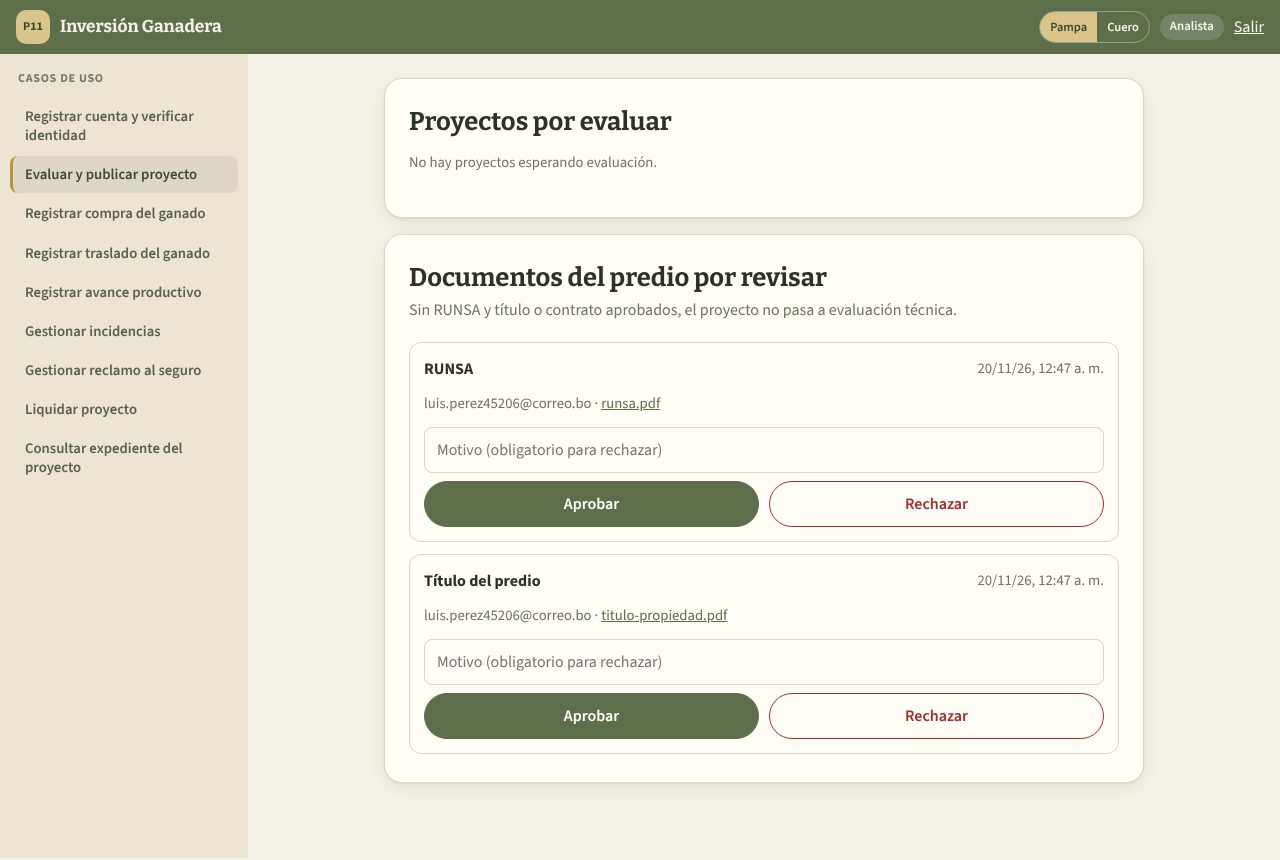 P11 Inversión Ganadera
Pampa Cuero Analista Salir
CASOS DE USO
Registrar cuenta y verificar
identidad
Evaluar y publicar proyecto
Registrar compra del ganado
Registrar traslado del ganado
Registrar avance productivo
Gestionar incidencias
Gestionar reclamo al seguro
Liquidar proyecto
Consultar expediente del
proyecto
Proyectos por evaluar
No hay proyectos esperando evaluación.
Documentos del predio por revisar
Sin RUNSA y título o contrato aprobados, el proyecto no pasa a evaluación técnica.
RUNSA 20/11/26, 12:47 a. m.
luis.perez45206@correo.bo · runsa.pdf
Motivo (obligatorio para rechazar)
Aprobar Rechazar
Título del predio 20/11/26, 12:47 a. m.
luis.perez45206@correo.bo · titulo-propiedad.pdf
Motivo (obligatorio para rechazar)
Aprobar Rechazar